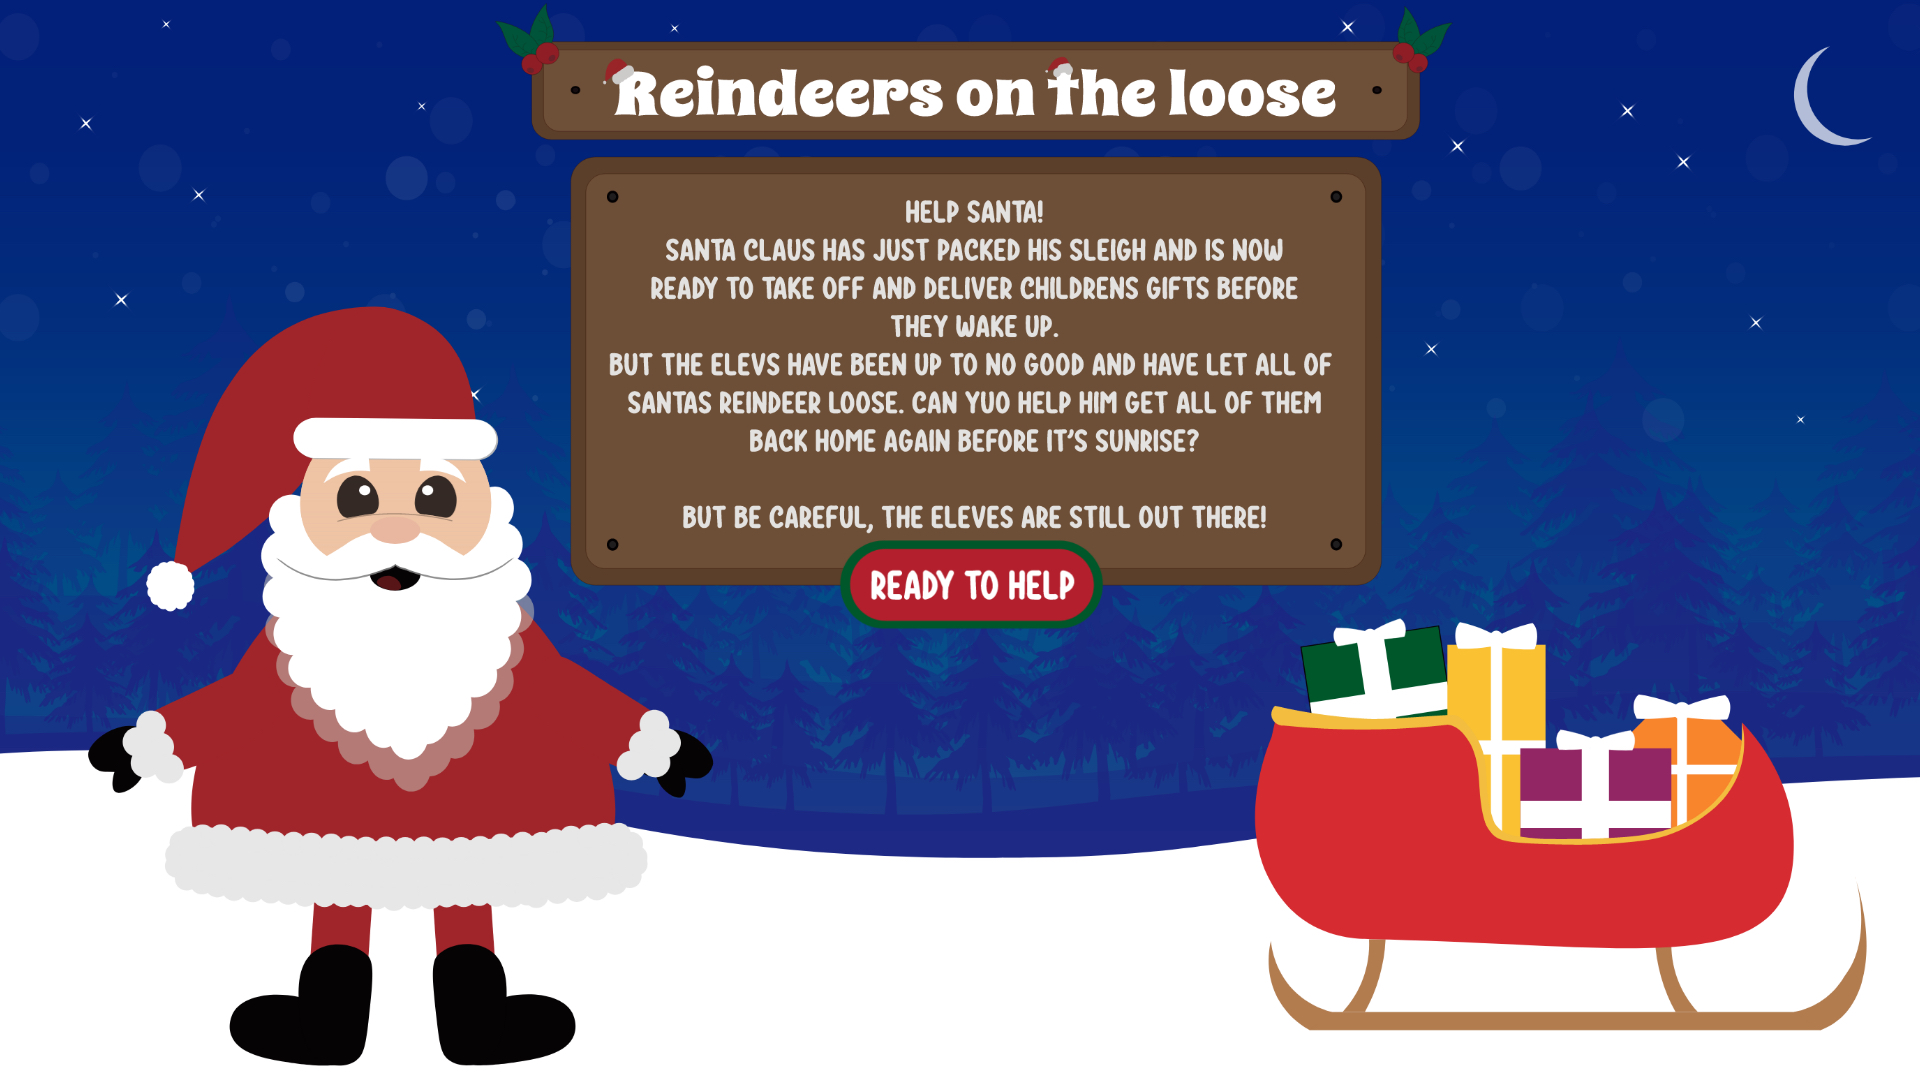 Reindeers on the loose
HELP SANTA!
SANTA CLAUS HAS JUST PACKED HIS SLEIGH AND IS NOW
READY TO TAKE OFF AND DELIVER CHILDRENS GIFTS BEFORE
THEY WAKE UP.
BUT THE ELEVS HAVE BEEN UP TO NO GOOD AND HAVE LET ALL OF
SANTAS REINDEER LOOSE. CAN YUO HELP HIM GET ALL OF THEM
BACK HOME AGAIN BEFORE IT'S SUNRISE?
BUT BE CAREFUL, THE ELEVES ARE STILL OUT THERE!
READY TO HELP